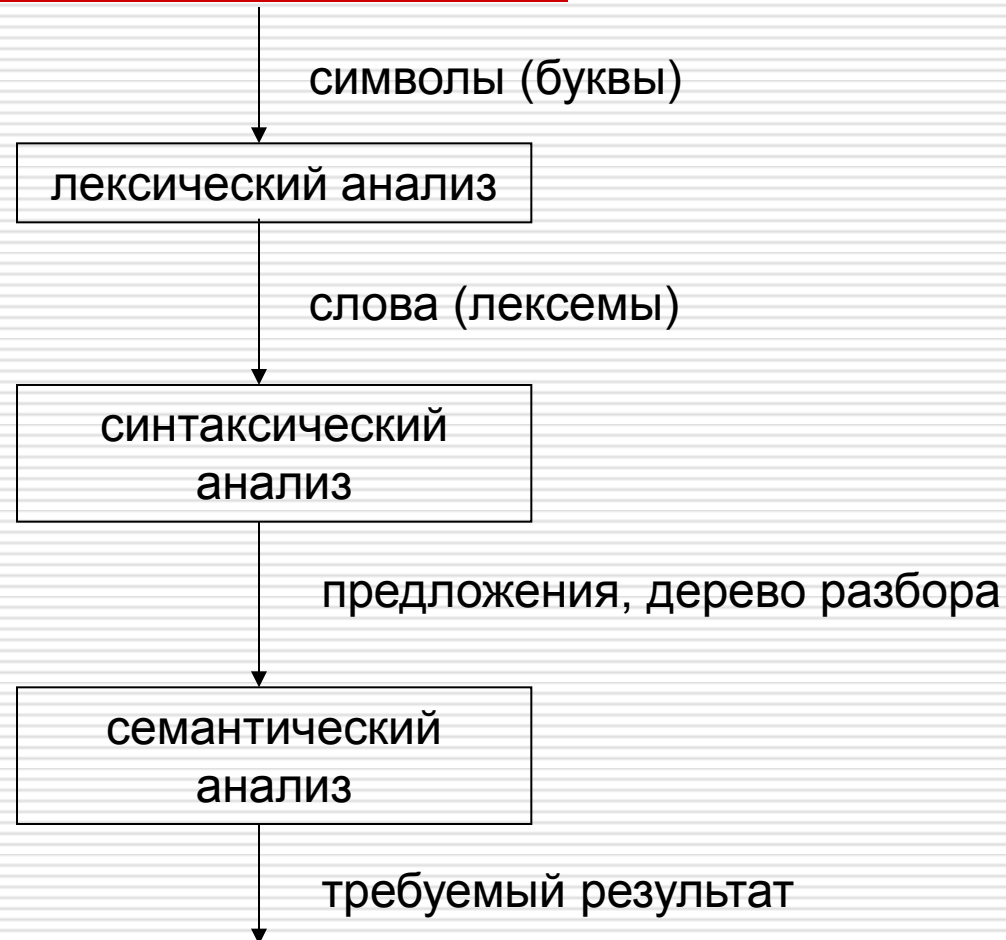 символы (буквы)
лексический анализ
слова (лексемы)
синтаксический
анализ
предложения, дерево разбора
семантический
анализ
требуемый результат